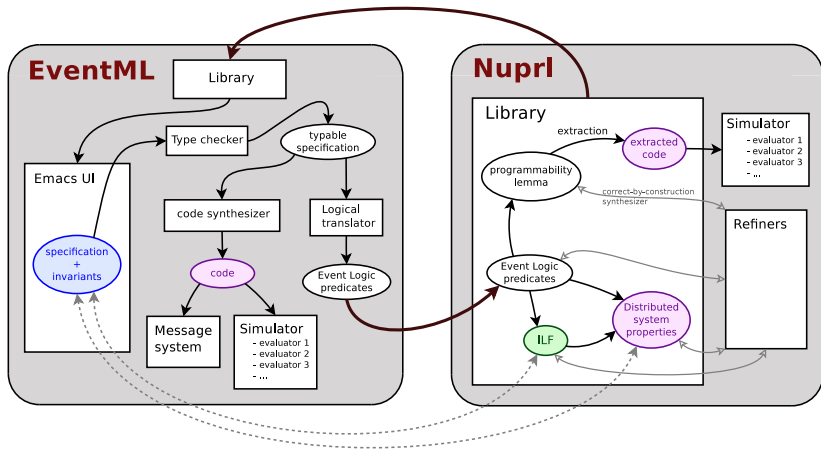 EventML
Library
Type checker
typable
specification
Emacs UI
code synthesizer
Logical
translator
specification
+
invariants
code
Event Logic
predicates
Message
system
Simulator
- evaluator 1
- evaluator 2
- evaluator 3
- ...
Nuprl
Library
extraction
extracted
code
Simulator
- evaluator 1
- evaluator 2
- evaluator 3
- ...
programmability
lemma
correct-by-construction
synthesizer
Refiners
Event Logic
predicates
Distributed
system
properties
ILF